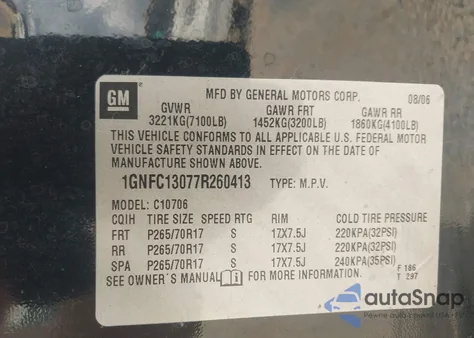 GM
MFD BY GENERAL MOTORS CORP. 08/06
GVWR GAWR FRT GAWR RR
3221KG(7100LB) 1452KG(3200LB) 1860KG(4100LB)
THIS VEHICLE CONFORMS TO ALL APPLICABLE U.S. FEDERAL MOTOR
VEHICLE SAFETY STANDARDS IN EFFECT ON THE DATE OF
MANUFACTURE SHOWN ABOVE.
1GNFC13077R260413 TYPE: M.P.V.
MODEL: C10706
CQIH TIRE SIZE SPEED RTG RIM COLD TIRE PRESSURE
FRT P265/70R17 S 17X7.5J 220KPA(32PSI)
RR P265/70R17 S 17X7.5J 220KPA(32PSI)
SPA P265/70R17 S 17X7.5J 240KPA(35PSI)
SEE OWNER'S MANUAL FOR MORE INFORMATION. F 186
T 297
autoSnap